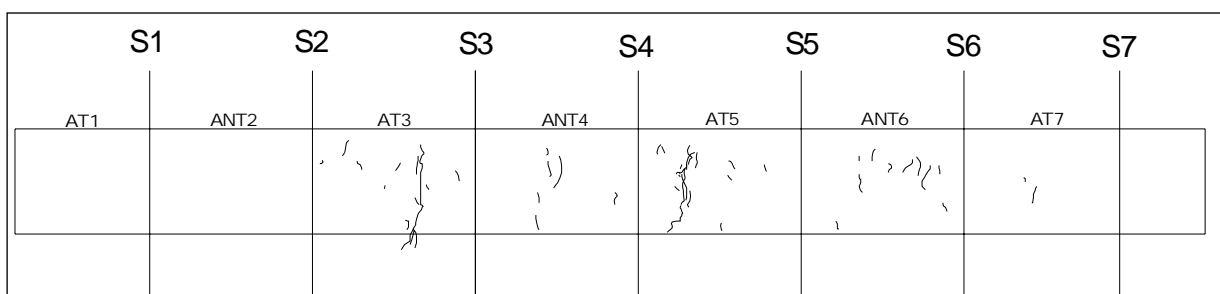 S1 S2 S3 S4 S5 S6 S7
AT1 ANT2 AT3 ANT4 AT5 ANT6 AT7